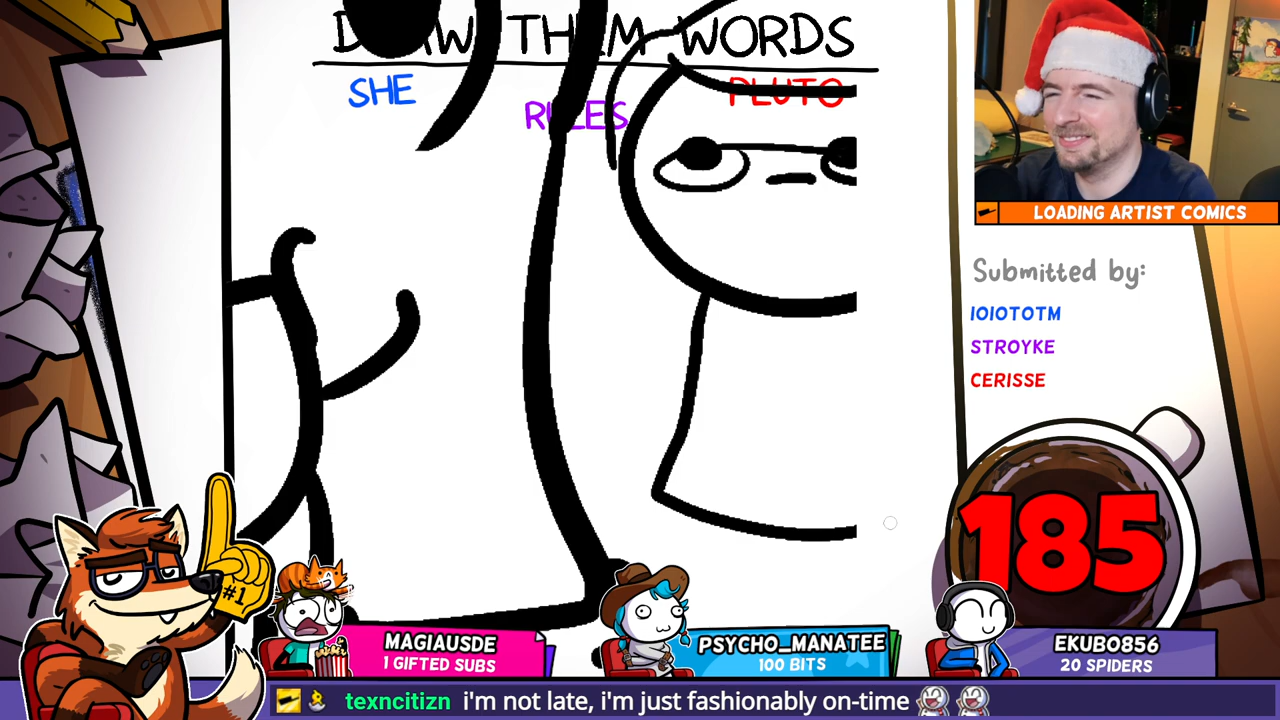 DRAW THEM WORDS
SHE
RULES
PLUTO
LOADING ARTIST COMICS
Submitted by:
IOIOTOTM
STROYKE
CERISSE
185
#1
MAGIAUSDE
1 GIFTED SUBS
PSYCHO_MANATEE
100 BITS
EKUBO856
20 SPIDERS
texncitizn i'm not late, i'm just fashionably on-time